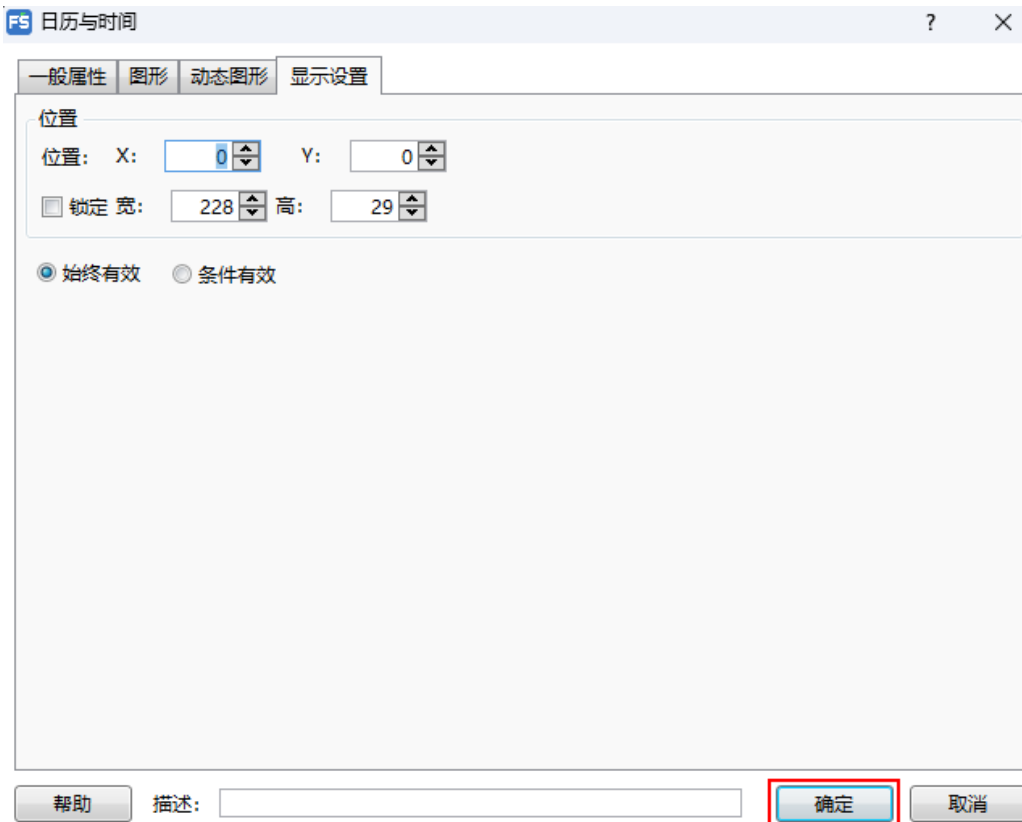 FS 日历与时间 ?
一般属性 图形 动态图形 显示设置
位置
位置: X: 0 Y: 0
锁定 宽: 228 高: 29
始终有效 条件有效
帮助 描述: 确定 取消